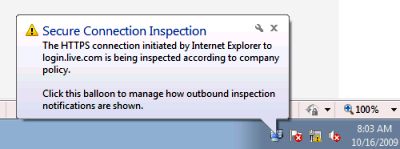 Secure Connection Inspection
The HTTPS connection initiated by Internet Explorer to
login.live.com is being inspected according to company
policy.
Click this balloon to manage how outbound inspection
notifications are shown.
100%
8:03 AM
10/16/2009